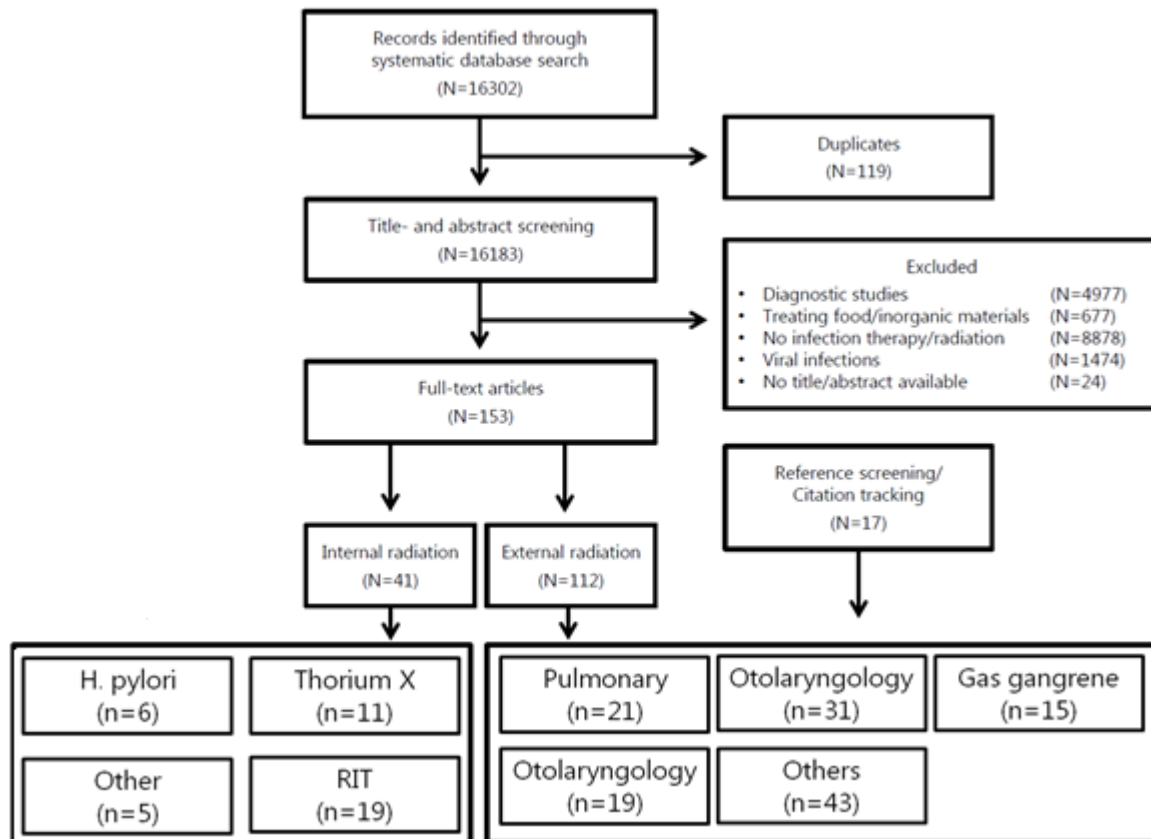 Records identified through
systematic database search
(N=16302)
Duplicates
(N=119)
Title- and abstract screening
(N=16183)
Excluded
• Diagnostic studies (N=4977)
• Treating food/inorganic materials (N=677)
• No infection therapy/radiation (N=8878)
• Viral infections (N=1474)
• No title/abstract available (N=24)
Full-text articles
(N=153)
Reference screening/
Citation tracking
(N=17)
Internal radiation
(N=41)
External radiation
(N=112)
H. pylori
(n=6)
Thorium X
(n=11)
Other
(n=5)
RIT
(n=19)
Pulmonary
(n=21)
Otolaryngology
(n=31)
Gas gangrene
(n=15)
Otolaryngology
(n=19)
Others
(n=43)